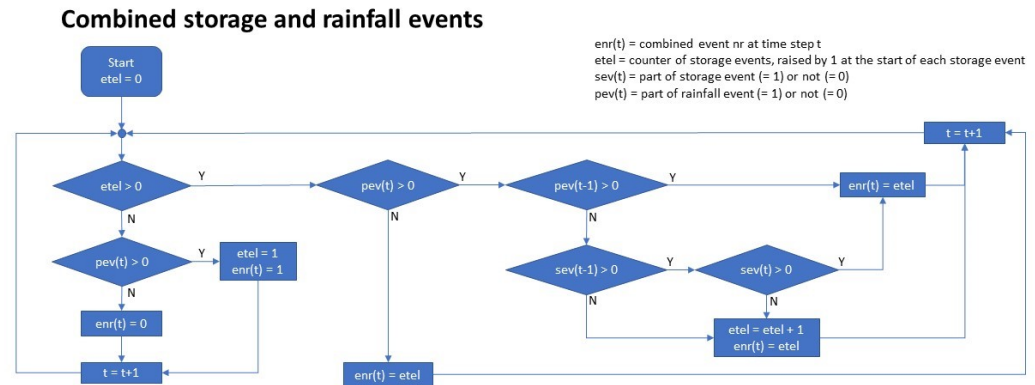 Combined storage and rainfall events
enr(t) = combined event nr at time step t
etel = counter of storage events, raised by 1 at the start of each storage event
sev(t) = part of storage event (= 1) or not (= 0)
pev(t) = part of rainfall event (= 1) or not (= 0)
Start
etel = 0
t = t+1
etel > 0
Y
N
pev(t) > 0
Y
N
pev(t-1) > 0
Y
N
enr(t) = etel
pev(t) > 0
Y
N
etel = 1
enr(t) = 1
sev(t-1) > 0
Y
N
sev(t) > 0
Y
N
enr(t) = 0
etel = etel + 1
enr(t) = etel
t = t+1
enr(t) = etel